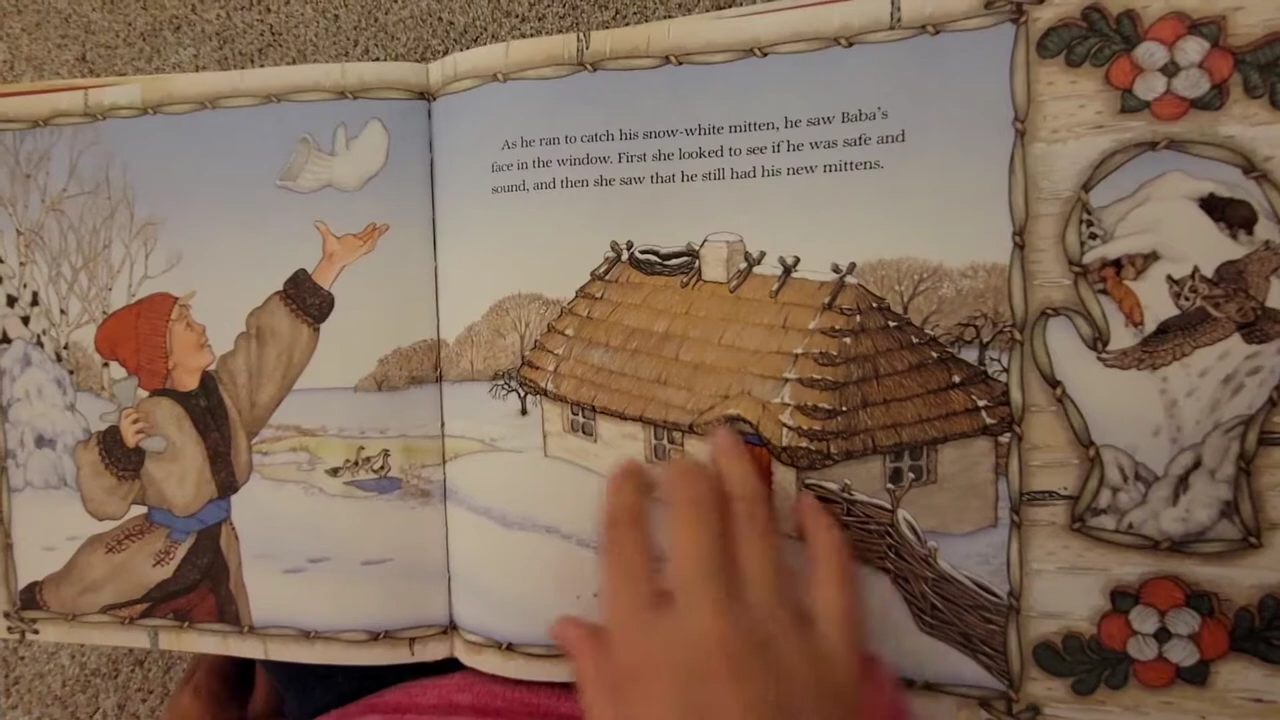 As he ran to catch his snow-white mitten, he saw Baba's
face in the window. First she looked to see if he was safe and
sound, and then she saw that he still had his new mittens.